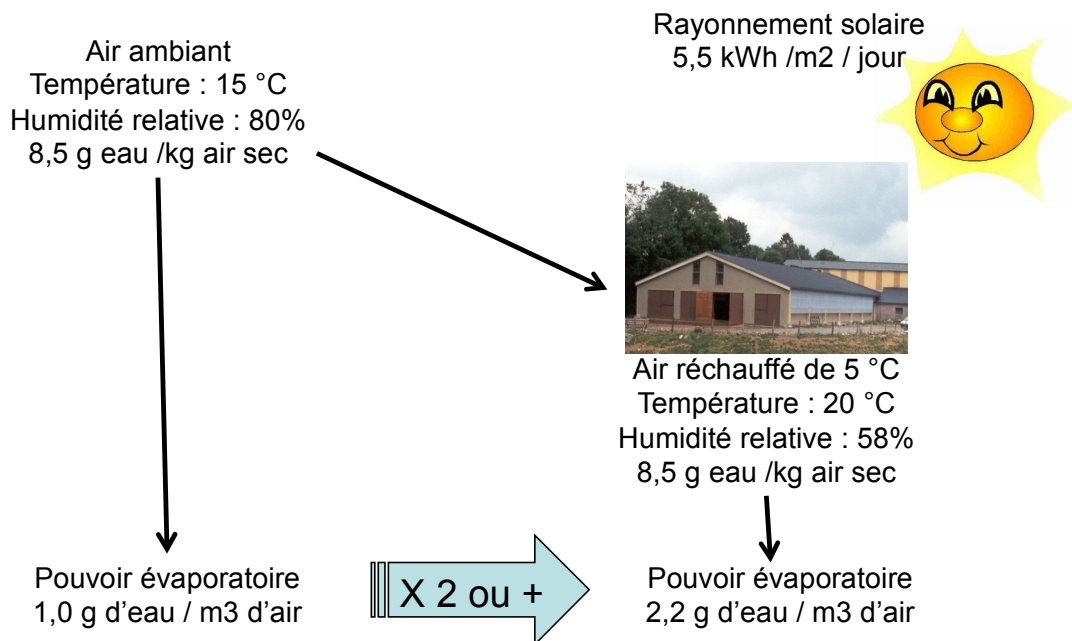 Air ambiant
Température : 15 °C
Humidité relative : 80%
8,5 g eau /kg air sec
Rayonnement solaire
5,5 kWh /m2 / jour
Air réchauffé de 5 °C
Température : 20 °C
Humidité relative : 58%
8,5 g eau /kg air sec
Pouvoir évaporatoire
1,0 g d’eau / m3 d’air
X 2 ou +
Pouvoir évaporatoire
2,2 g d’eau / m3 d’air